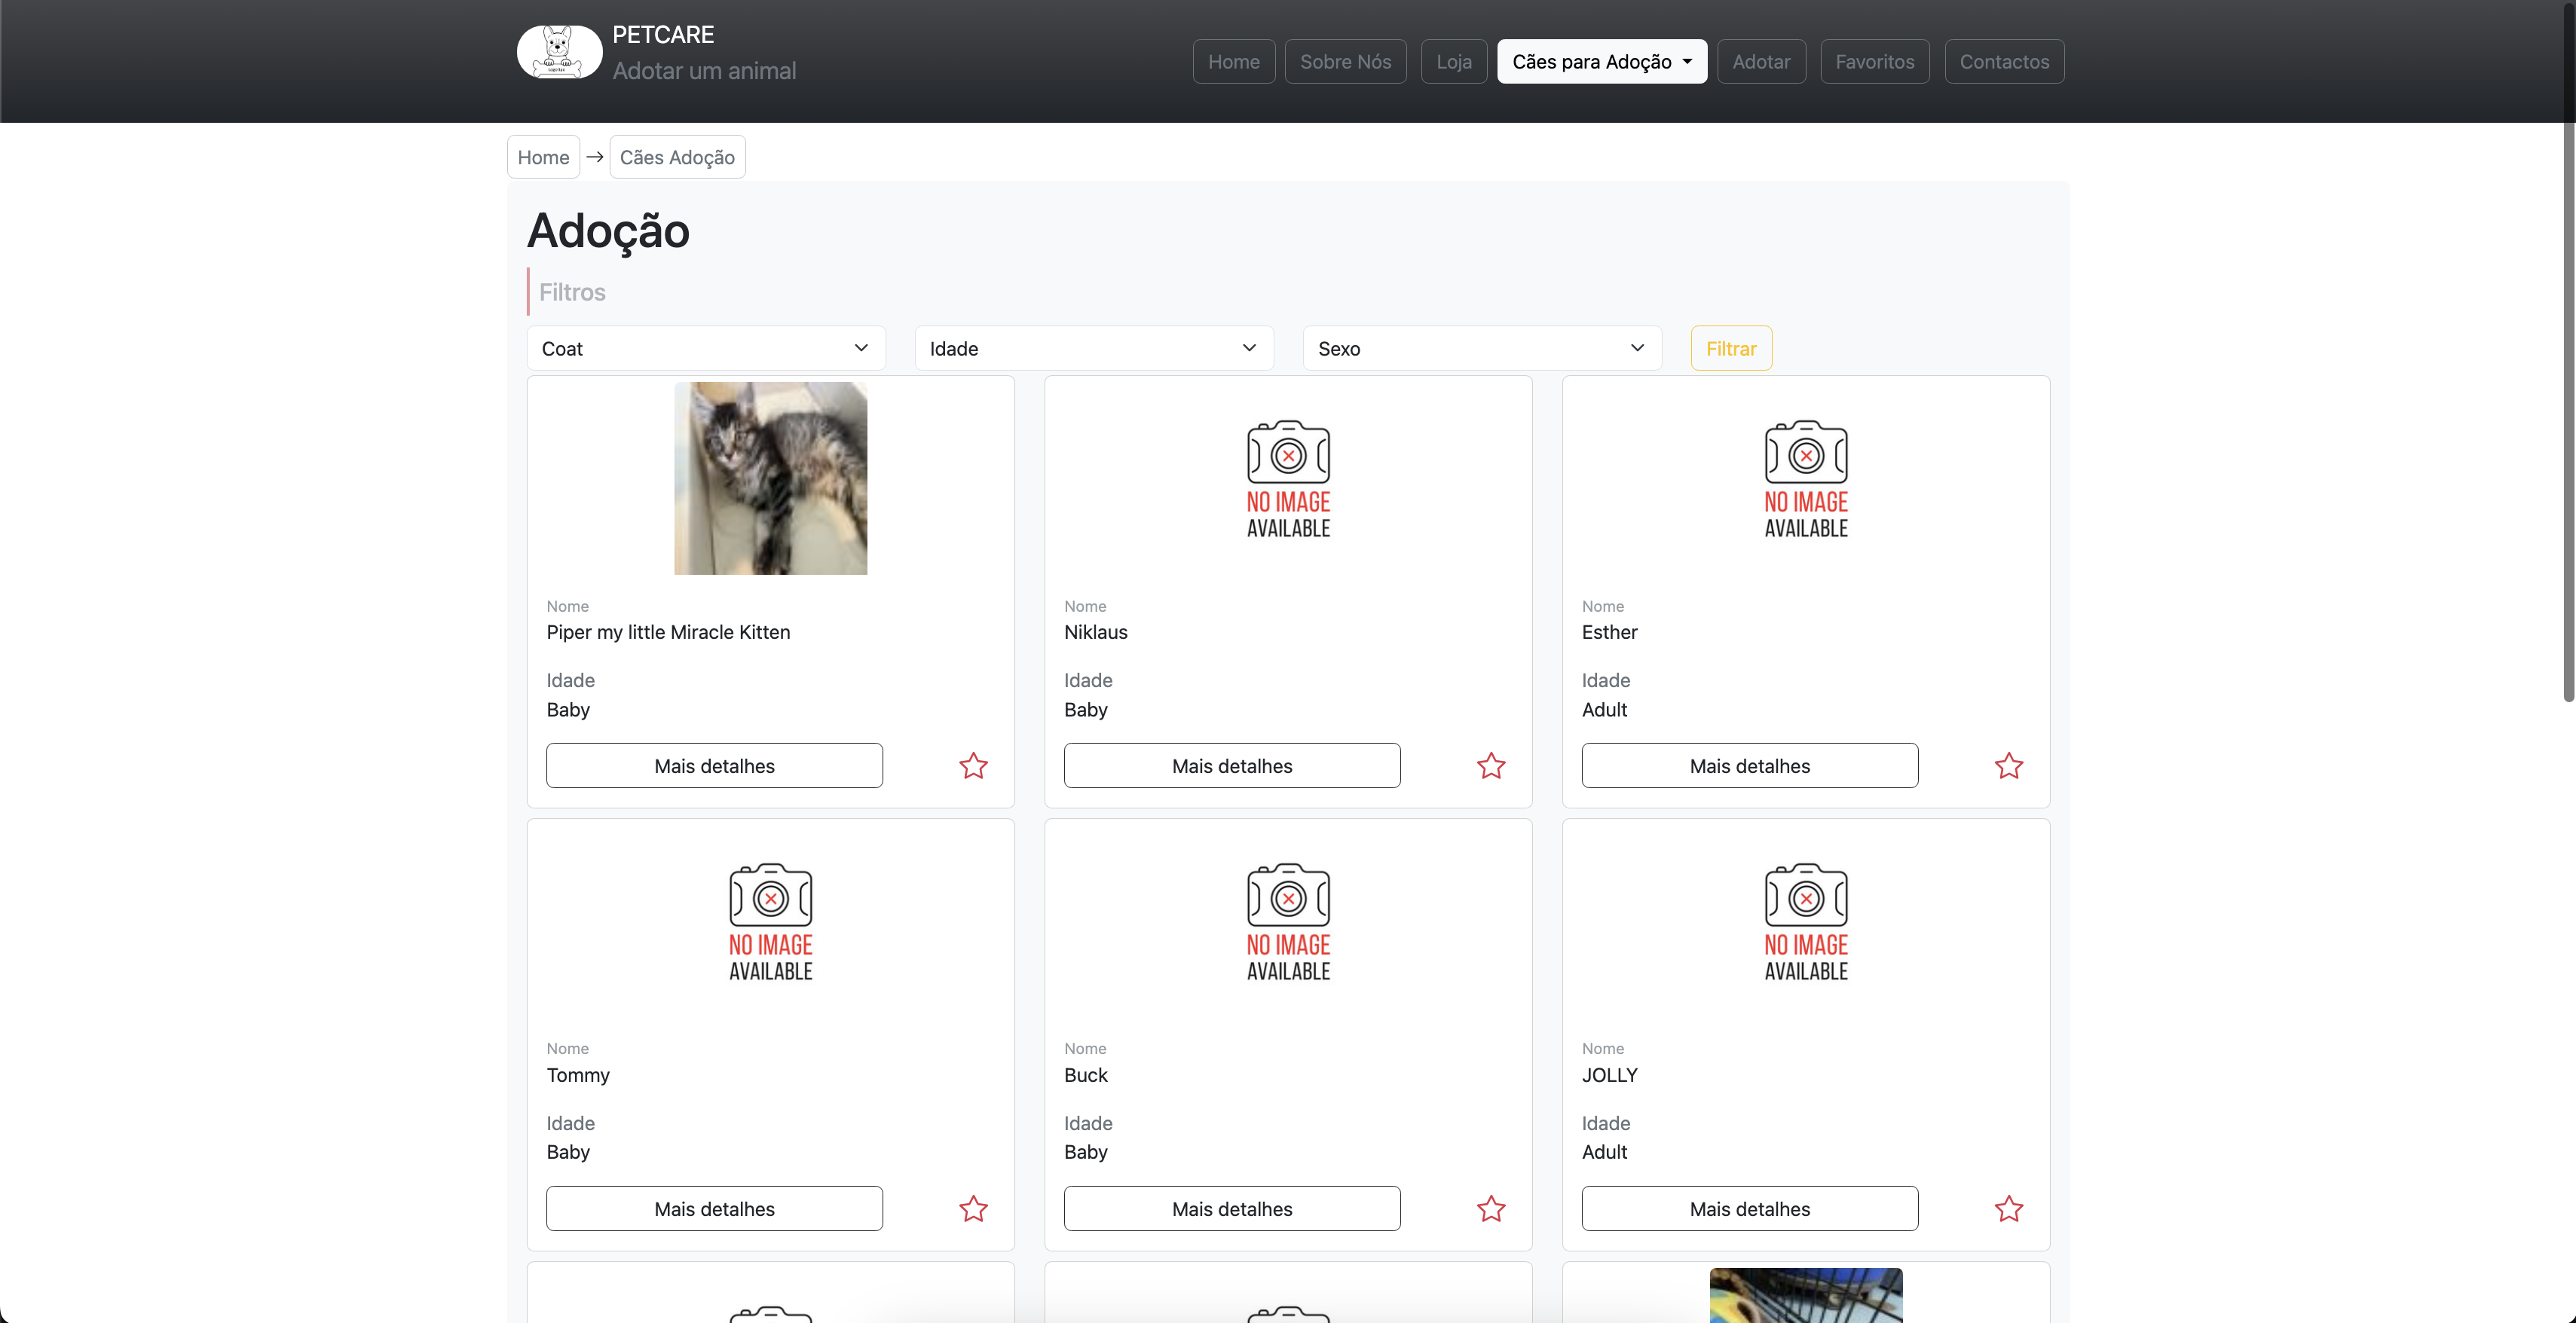 PETCARE
Adotar um animal
Home
Sobre Nós
Loja
Cães para Adoção
Adotar
Favoritos
Contactos
Home → Cães Adoção
Adoção
Filtros
Coat
Idade
Sexo
Filtrar
Nome
Piper my little Miracle Kitten
Idade
Baby
Mais detalhes
NO IMAGE
AVAILABLE
Nome
Niklaus
Idade
Baby
Mais detalhes
NO IMAGE
AVAILABLE
Nome
Esther
Idade
Adult
Mais detalhes
NO IMAGE
AVAILABLE
Nome
Tommy
Idade
Baby
Mais detalhes
NO IMAGE
AVAILABLE
Nome
Buck
Idade
Baby
Mais detalhes
NO IMAGE
AVAILABLE
Nome
JOLLY
Idade
Adult
Mais detalhes